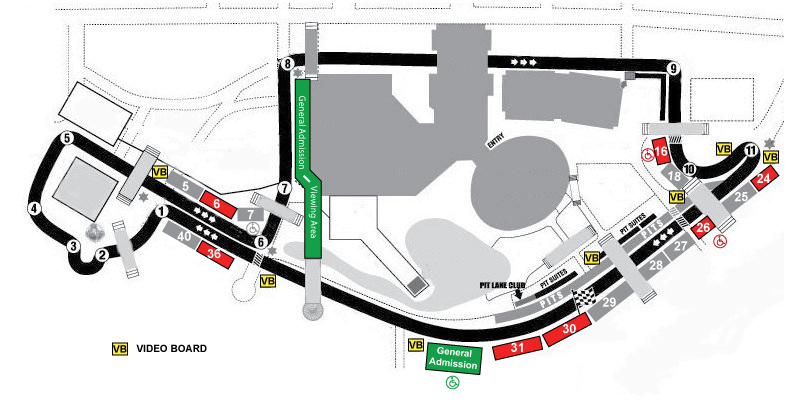 8
9
General Admission –
Viewing Area
ENTRY
5
VB
5
6
7
7
16
10
11
VB
VB
18
VB
24
25
26
27
28
29
4
3
2
1
40
36
6
VB
PIT SUITES
PITS
VB
PIT SUITES
PIT LAKE CLUB
PITS
VB
General
Admission
31
30
VB VIDEO BOARD